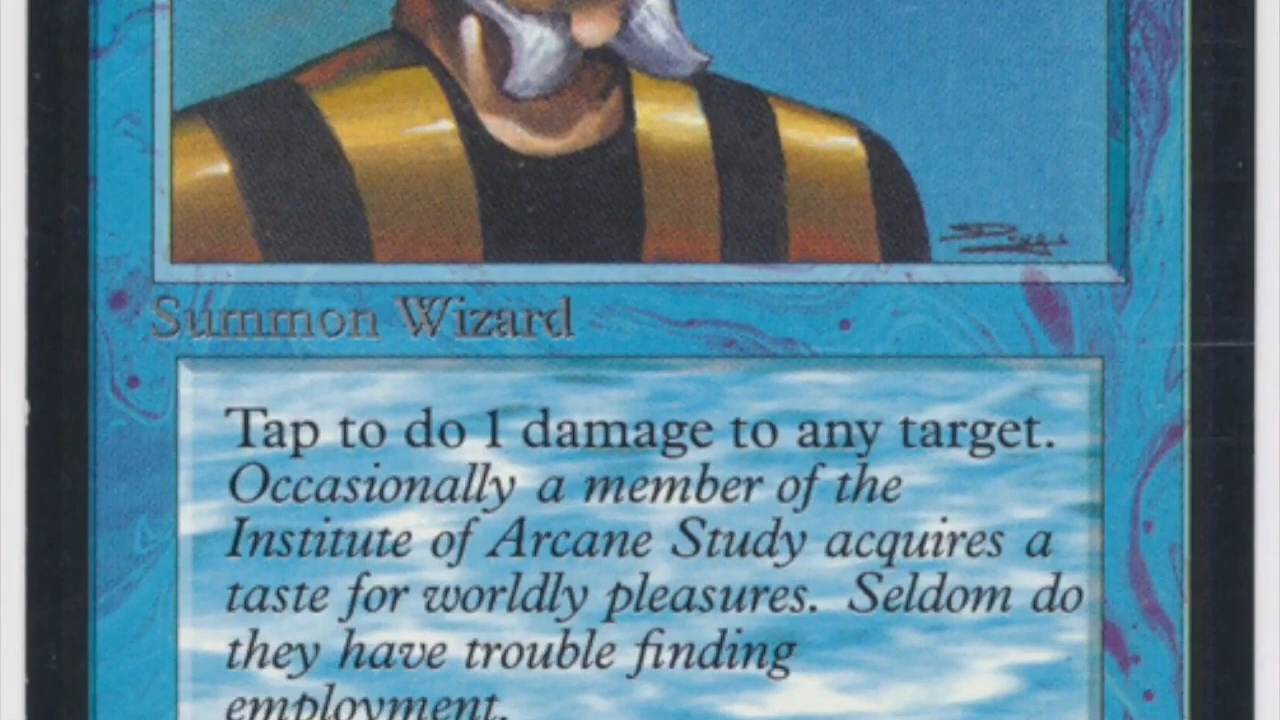 Summon Wizard
Tap to do 1 damage to any target.
Occasionally a member of the
Institute of Arcane Study acquires a
taste for worldly pleasures. Seldom do
they have trouble finding
employment.